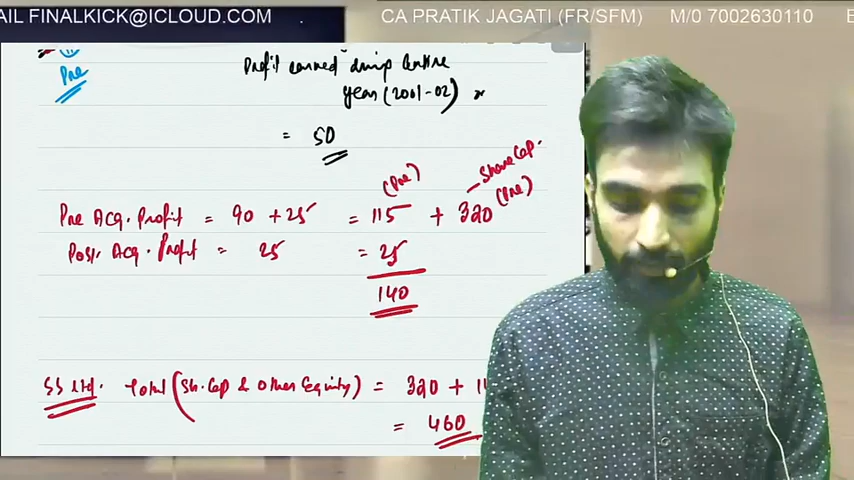 AIL FINALKICK@ICLOUD.COM . CA PRATIK JAGATI (FR/SFM) M/0 7002630110 E
Pre
Profit earned during entire
year (2001-02)
= 50
(Pre) Share Cap.
(Pre)
Pre Acq. Profit = 90 + 25 = 115 + 320
Post. Acq. Profit = 25 = 25
140
SS Ltd. Total (Sh. Cap & Other Equity) = 320 + 1
= 460